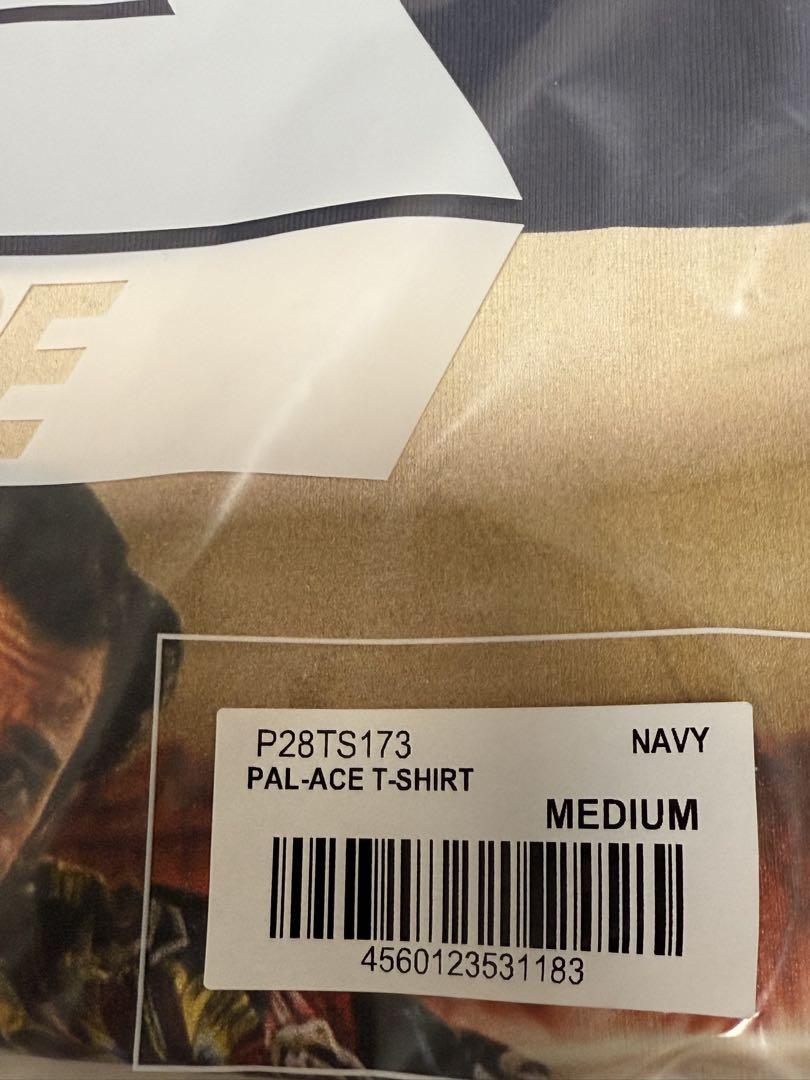 E
P28TS173
NAVY
PAL-ACE T-SHIRT
MEDIUM
4560123531183